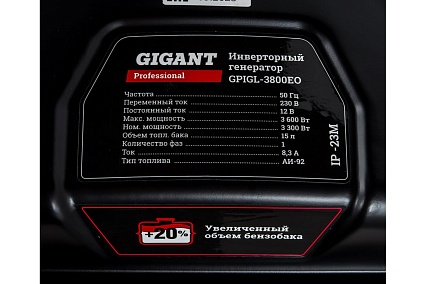 GIGANT
Professional
Инверторный
генератор
GPIGL-3800EO
Частота 50 Гц
Переменный ток 230 В
Постоянный ток 12 В
Макс. мощность 3 600 Вт
Ном. мощность 3 300 Вт
Объем топл. бака 15 л
Количество фаз 1
Ток 8,3 А
Тип топлива АИ-92
IP -23M
+20%
Увеличенный
объем бензобака